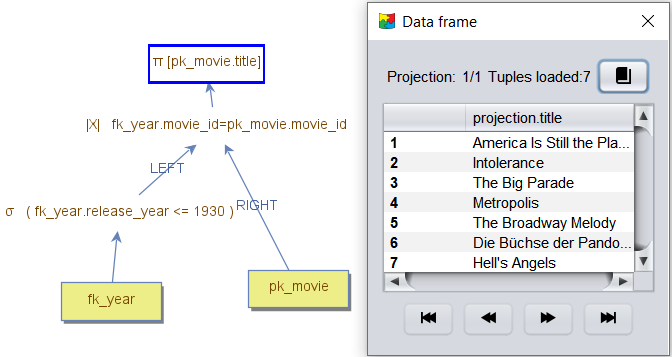 π [pk_movie.title]
|X| fk_year.movie_id=pk_movie.movie_id
LEFT
RIGHT
σ ( fk_year.release_year <= 1930 )
fk_year
pk_movie
Data frame
Projection: 1/1 Tuples loaded:7
projection.title
1 America Is Still the Pla...
2 Intolerance
3 The Big Parade
4 Metropolis
5 The Broadway Melody
6 Die Büchse der Pando...
7 Hell's Angels